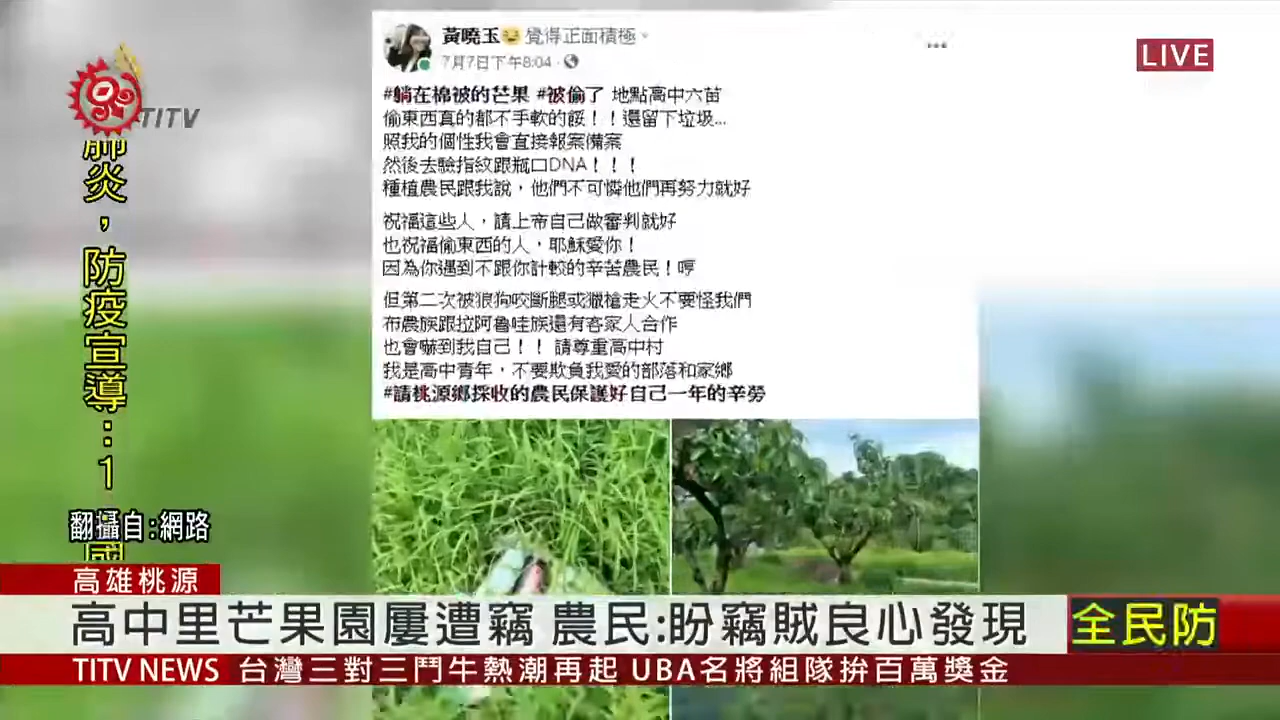 黃曉玉 覺得正面積極
7月7日下午8:04
#躺在棉被的芒果 #被偷了 地點高中六苗
偷東西真的都不手軟的餒！！還留下垃圾...
照我的個性我會直接報案備案
然後去驗指紋跟瓶口DNA！！！
種植農民跟我說，他們不可憐他們再努力就好
祝福這些人，請上帝自己做審判就好
也祝福偷東西的人，耶穌愛你！
因為你遇到不跟你計較的辛苦農民！哼
但第二次被狼狗咬斷腿或獵槍走火不要怪我們
布農族跟拉阿魯哇族還有客家人合作
也會嚇到我自己！！ 請尊重高中村
我是高中青年，不要欺負我愛的部落和家鄉
#請桃源鄉採收的農民保護好自己一年的辛勞
LIVE
TITV
肺炎，防疫宣導：1
翻攝自:網路
高雄桃源
高中里芒果園屢遭竊 農民:盼竊賊良心發現
全民防
TITV NEWS 台灣三對三鬥牛熱潮再起 UBA名將組隊拚百萬獎金